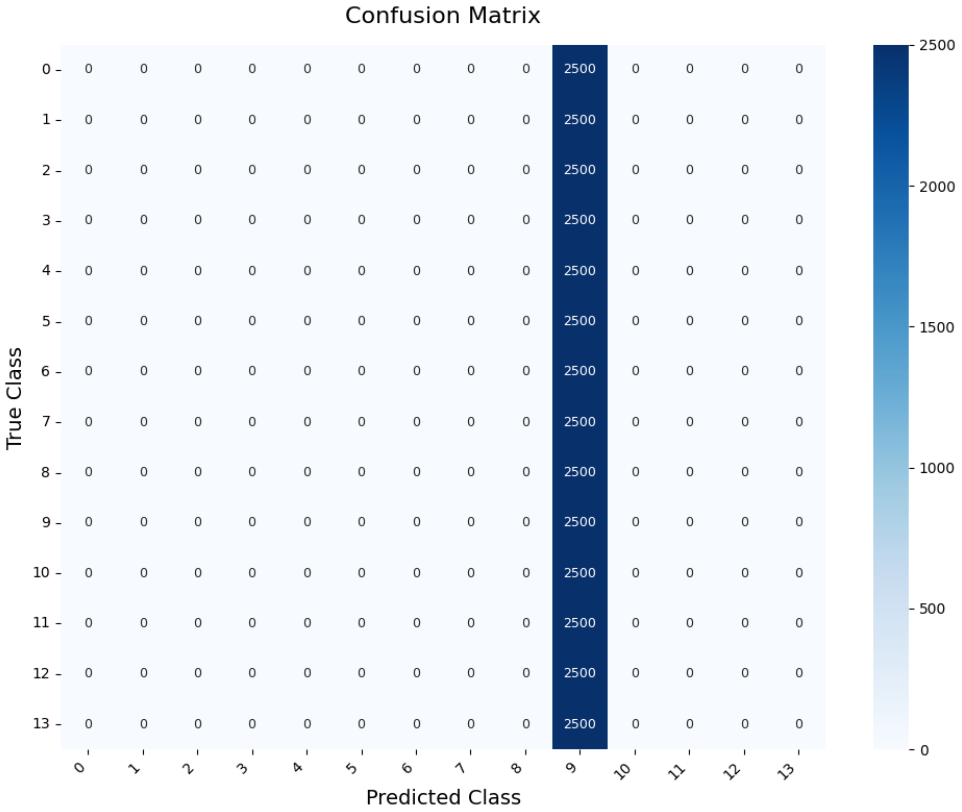 Confusion Matrix
0 0 0 0 0 0 0 0 0 0 2500 0 0 0 0
1 0 0 0 0 0 0 0 0 0 2500 0 0 0 0
2 0 0 0 0 0 0 0 0 0 2500 0 0 0 0
3 0 0 0 0 0 0 0 0 0 2500 0 0 0 0
4 0 0 0 0 0 0 0 0 0 2500 0 0 0 0
5 0 0 0 0 0 0 0 0 0 2500 0 0 0 0
6 0 0 0 0 0 0 0 0 0 2500 0 0 0 0
7 0 0 0 0 0 0 0 0 0 2500 0 0 0 0
8 0 0 0 0 0 0 0 0 0 2500 0 0 0 0
9 0 0 0 0 0 0 0 0 0 2500 0 0 0 0
10 0 0 0 0 0 0 0 0 0 2500 0 0 0 0
11 0 0 0 0 0 0 0 0 0 2500 0 0 0 0
12 0 0 0 0 0 0 0 0 0 2500 0 0 0 0
13 0 0 0 0 0 0 0 0 0 2500 0 0 0 0
0 1 2 3 4 5 6 7 8 9 10 11 12 13
Predicted Class
True Class
2500
2000
1500
1000
500
0